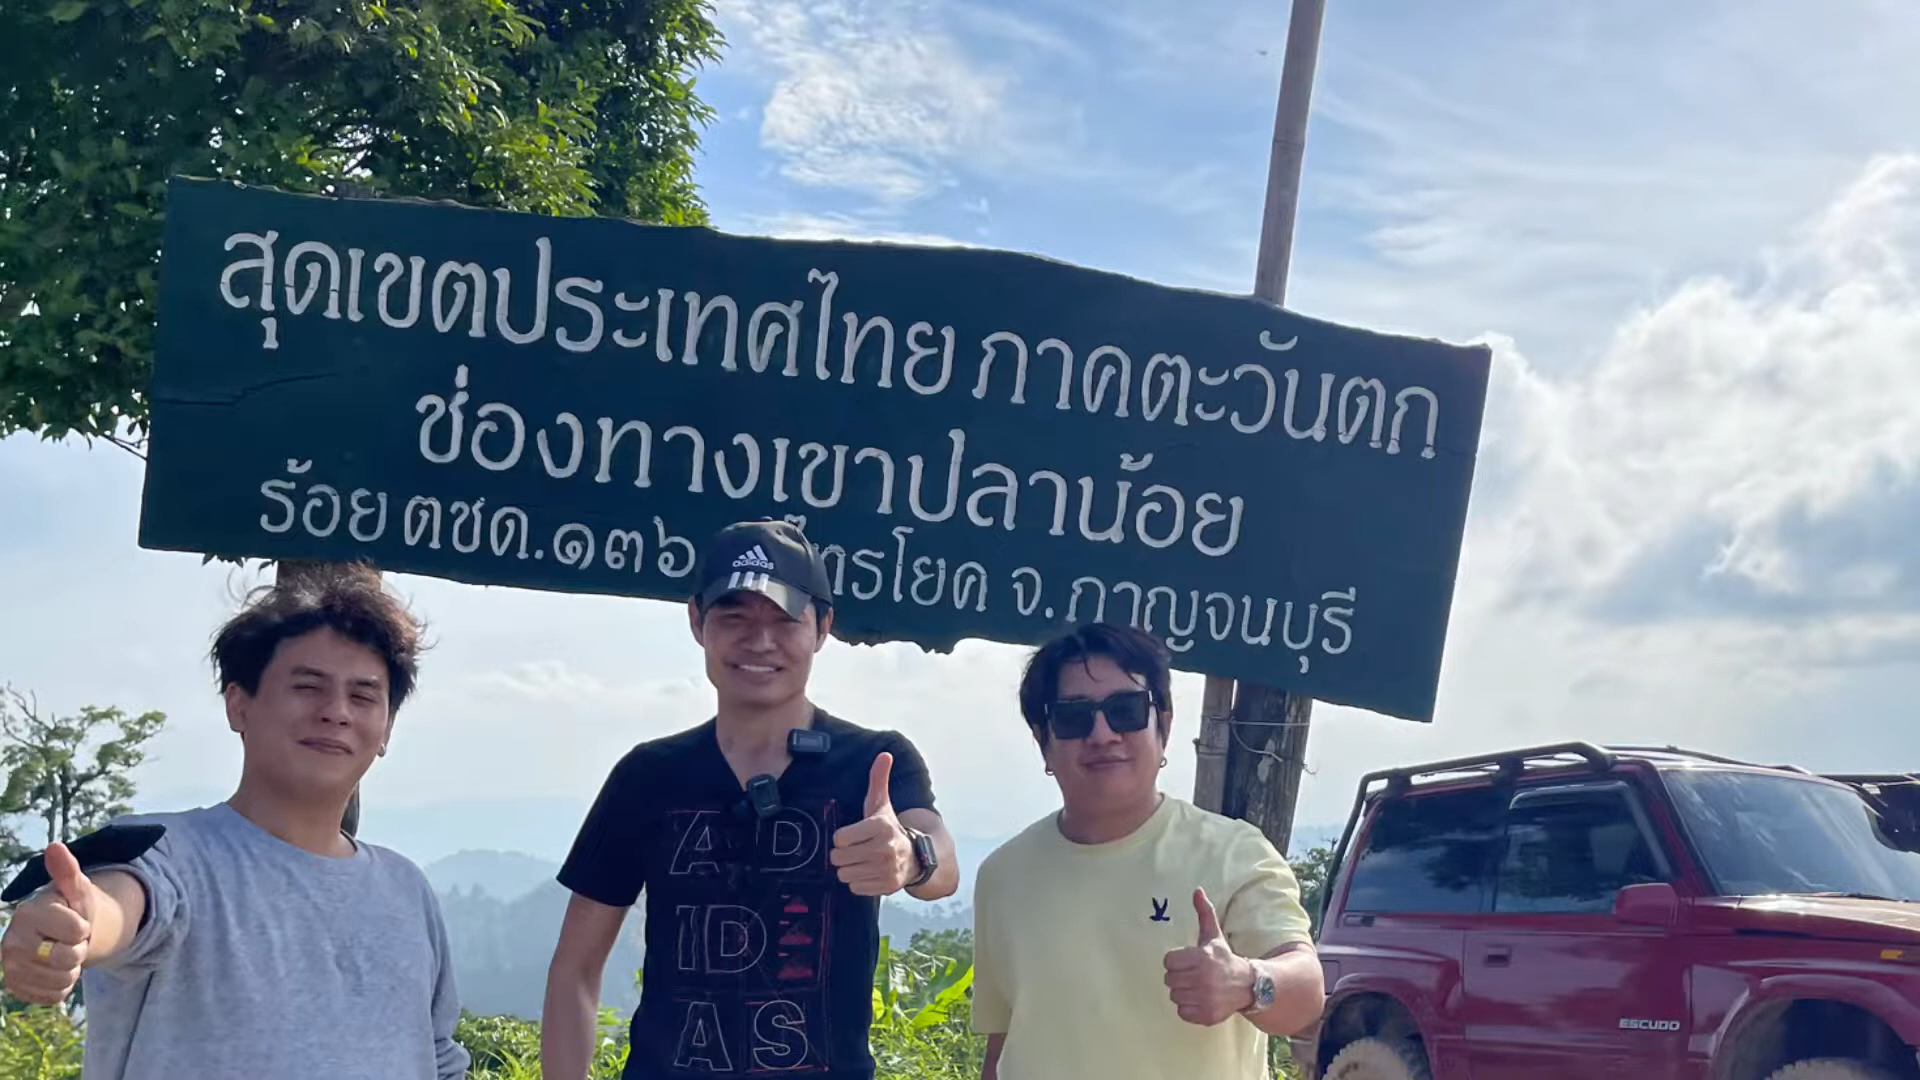 สุดเขตประเทศไทย ภาคตะวันตก
ช่องทางเขาปลาน้อย
ร้อย ตชด.๑๓๖ ไทรโยค จ.กาญจนบุรี
adidas
AD
ID
AS
ESCUDO